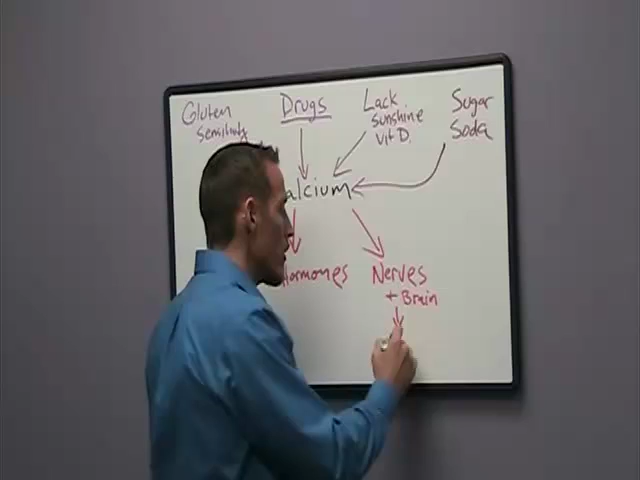 Gluten
Sensitivity
Drugs
Lack
sunshine
vit D.
Sugar
Soda
alcium
Hormones
Nerves
+ Brain